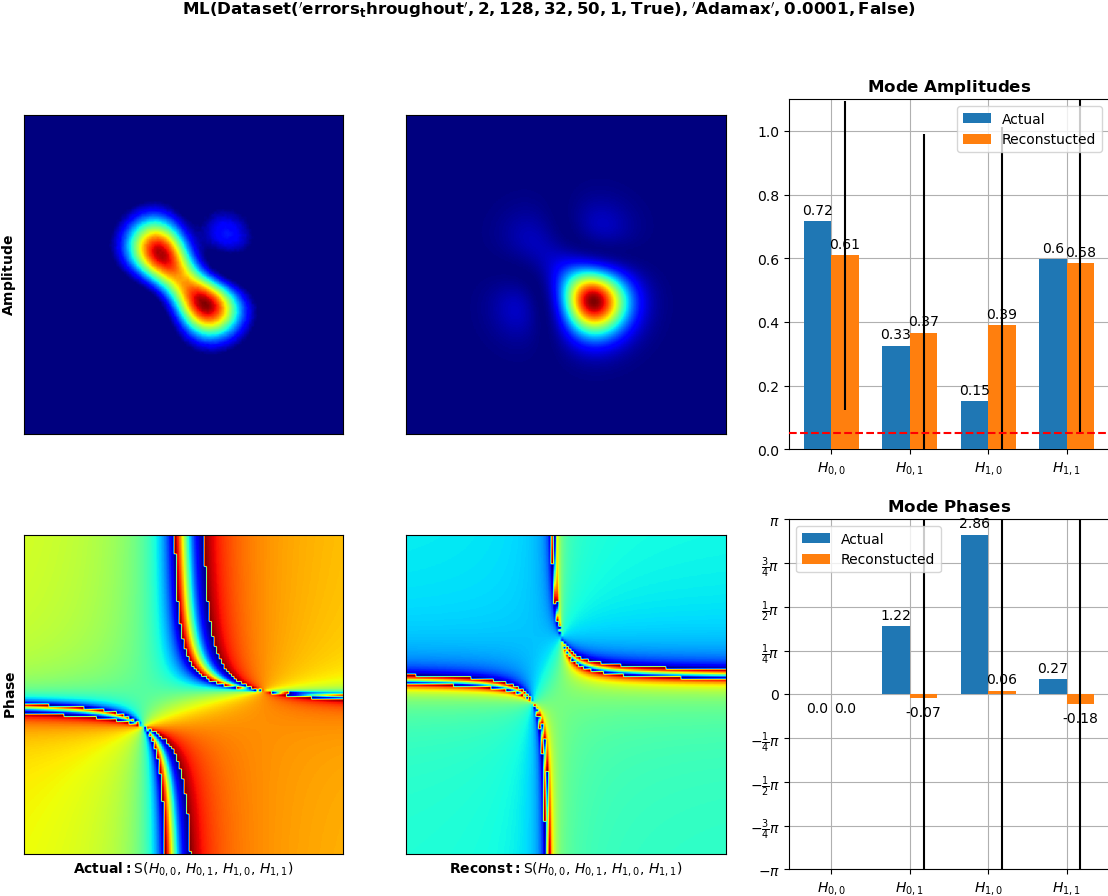 ML(Dataset('errors_throughout', 2, 128, 32, 50, 1, True), 'Adamax', 0.0001, False)
Amplitude
Mode Amplitudes
Actual
Reconstucted
1.0
0.8
0.6
0.4
0.2
0.0
0.72
0.61
0.33
0.37
0.15
0.39
0.6
0.58
H0,0
H0,1
H1,0
H1,1
Phase
Actual: S(H0,0, H0,1, H1,0, H1,1)
Reconst: S(H0,0, H0,1, H1,0, H1,1)
Mode Phases
Actual
Reconstucted
π
3/4π
1/2π
1/4π
0
-1/4π
-1/2π
-3/4π
-π
0.0
0.0
1.22
-0.07
2.86
0.06
0.27
-0.18
H0,0
H0,1
H1,0
H1,1